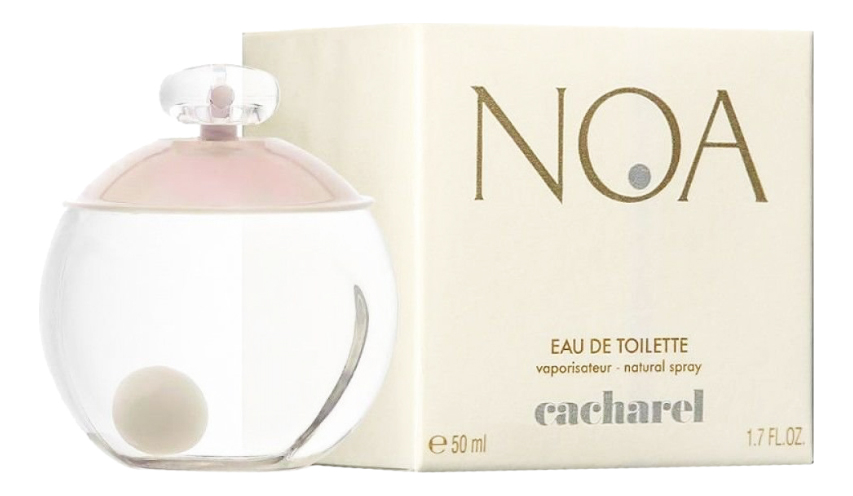 NOA
EAU DE TOILETTE
vaporisateur - natural spray
cacharel
e 50 ml
1.7 FL.OZ.